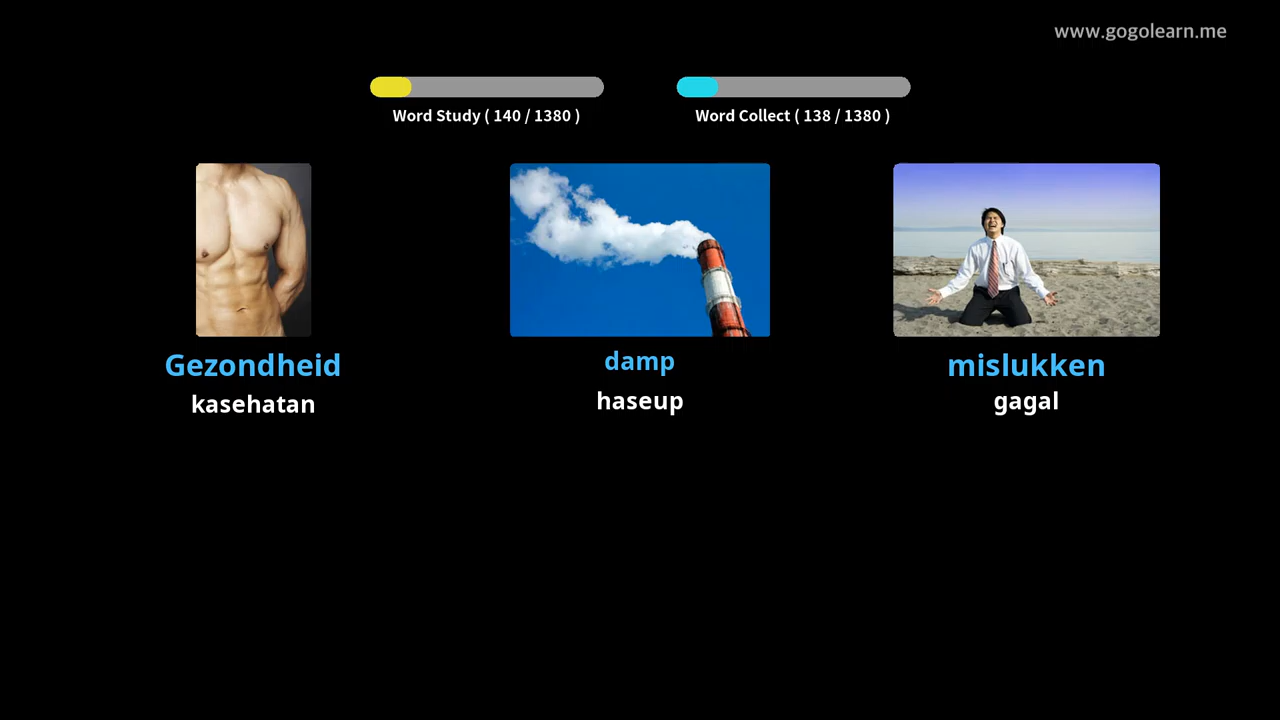 www.gogolearn.me
Word Study ( 140 / 1380 )
Word Collect ( 138 / 1380 )
Gezondheid
kasehatan
damp
haseup
mislukken
gagal